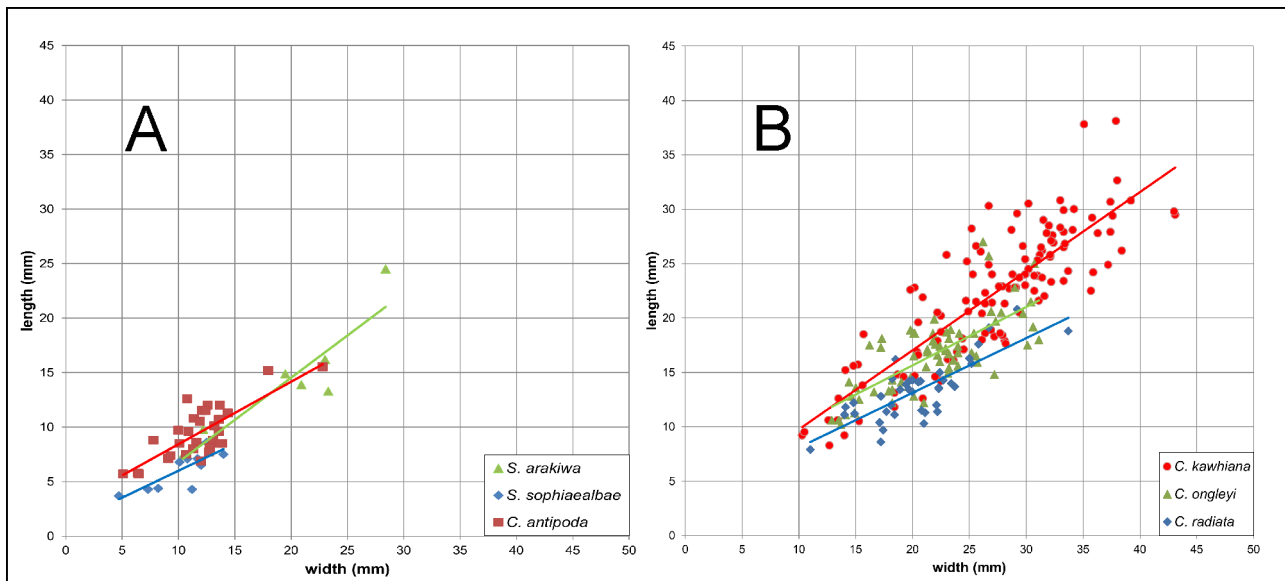 A
length (mm)
45
40
35
30
25
20
15
10
5
0
0 5 10 15 20 25 30 35 40 45 50
width (mm)
S. arakiwa
S. sophiaealbae
C. antipoda
B
length (mm)
45
40
35
30
25
20
15
10
5
0
0 5 10 15 20 25 30 35 40 45 50
width (mm)
C. kawhiana
C. ongleyi
C. radiata